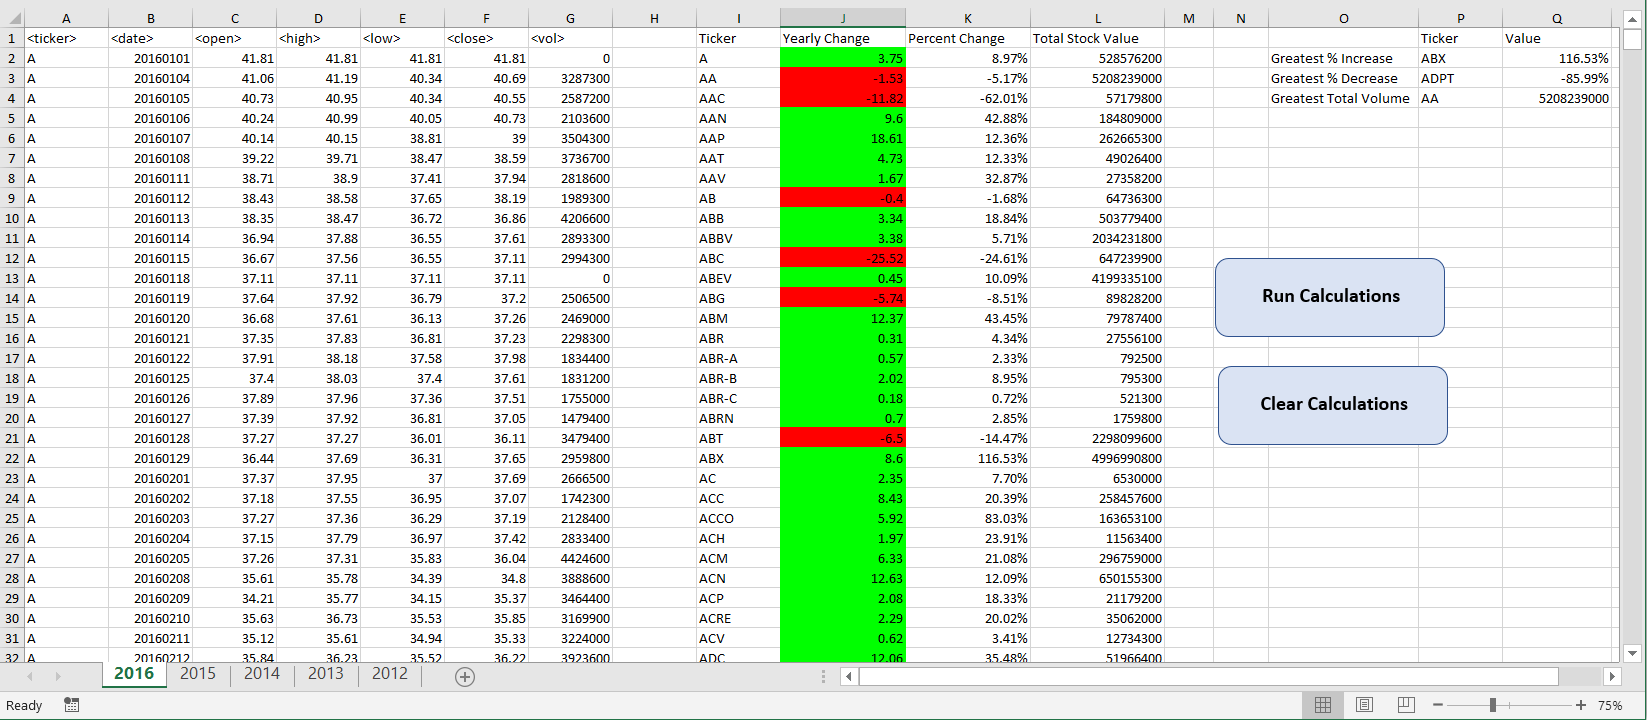 A B C D E F G H I J K L M N O P Q
1 <ticker> <date> <open> <high> <low> <close> <vol> Ticker Yearly Change Percent Change Total Stock Value Ticker Value
2 A 20160101 41.81 41.81 41.81 41.81 0 A 3.75 8.97% 528576200 Greatest % Increase ABX 116.53%
3 A 20160104 41.06 41.19 40.34 40.69 3287300 AA -1.53 -5.17% 5208239000 Greatest % Decrease ADPT -85.99%
4 A 20160105 40.73 40.95 40.34 40.55 2587200 AAC -11.82 -62.01% 57179800 Greatest Total Volume AA 5208239000
5 A 20160106 40.24 40.99 40.05 40.73 2103600 AAN 9.6 42.88% 184809000
6 A 20160107 40.14 40.15 38.81 39 3504300 AAP 18.61 12.36% 262665300
7 A 20160108 39.22 39.71 38.47 38.59 3736700 AAT 4.73 12.33% 49026400
8 A 20160111 38.71 38.9 37.41 37.94 2818600 AAV 1.67 32.87% 27358200
9 A 20160112 38.43 38.58 37.65 38.19 1989300 AB -0.4 -1.68% 64736300
10 A 20160113 38.35 38.47 36.72 36.86 4206600 ABB 3.34 18.84% 503779400
11 A 20160114 36.94 37.88 36.55 37.61 2893300 ABBV 3.38 5.71% 2034231800
12 A 20160115 36.67 37.56 36.55 37.11 2994300 ABC -25.52 -24.61% 647239900
13 A 20160118 37.11 37.11 37.11 37.11 0 ABEV 0.45 10.09% 4199335100
14 A 20160119 37.64 37.92 36.79 37.2 2506500 ABG -5.74 -8.51% 89828200
Run Calculations
15 A 20160120 36.68 37.61 36.13 37.26 2469000 ABM 12.37 43.45% 79787400
16 A 20160121 37.35 37.83 36.81 37.23 2298300 ABR 0.31 4.34% 27556100
17 A 20160122 37.91 38.18 37.58 37.98 1834400 ABR-A 0.57 2.33% 792500
18 A 20160125 37.4 38.03 37.4 37.61 1831200 ABR-B 2.02 8.95% 795300
19 A 20160126 37.89 37.96 37.36 37.51 1755000 ABR-C 0.18 0.72% 521300
Clear Calculations
20 A 20160127 37.39 37.92 36.81 37.05 1479400 ABRN 0.7 2.85% 1759800
21 A 20160128 37.27 37.27 36.01 36.11 3479400 ABT -6.5 -14.47% 2298099600
22 A 20160129 36.44 37.69 36.31 37.65 2959800 ABX 8.6 116.53% 4996990800
23 A 20160201 37.37 37.95 37 37.69 2666500 AC 2.35 7.70% 6530000
24 A 20160202 37.18 37.55 36.95 37.07 1742300 ACC 8.43 20.39% 258457600
25 A 20160203 37.27 37.36 36.29 37.19 2128400 ACCO 5.92 83.03% 163653100
26 A 20160204 37.15 37.79 36.97 37.42 2833400 ACH 1.97 23.91% 11563400
27 A 20160205 37.26 37.31 35.83 36.04 4424600 ACM 6.33 21.08% 296759000
28 A 20160208 35.61 35.78 34.39 34.8 3888600 ACN 12.63 12.09% 650155300
29 A 20160209 34.21 35.77 34.15 35.37 3464400 ACP 2.08 18.33% 21179200
30 A 20160210 35.63 36.73 35.53 35.85 3169900 ACRE 2.29 20.02% 35062000
31 A 20160211 35.12 35.61 34.94 35.33 3224000 ACV 0.62 3.41% 12734300
32 A 20160212 35.84 36.23 35.52 36.22 3923600 ADC 12.06 35.48% 51966400
2016 2015 2014 2013 2012
Ready 75%